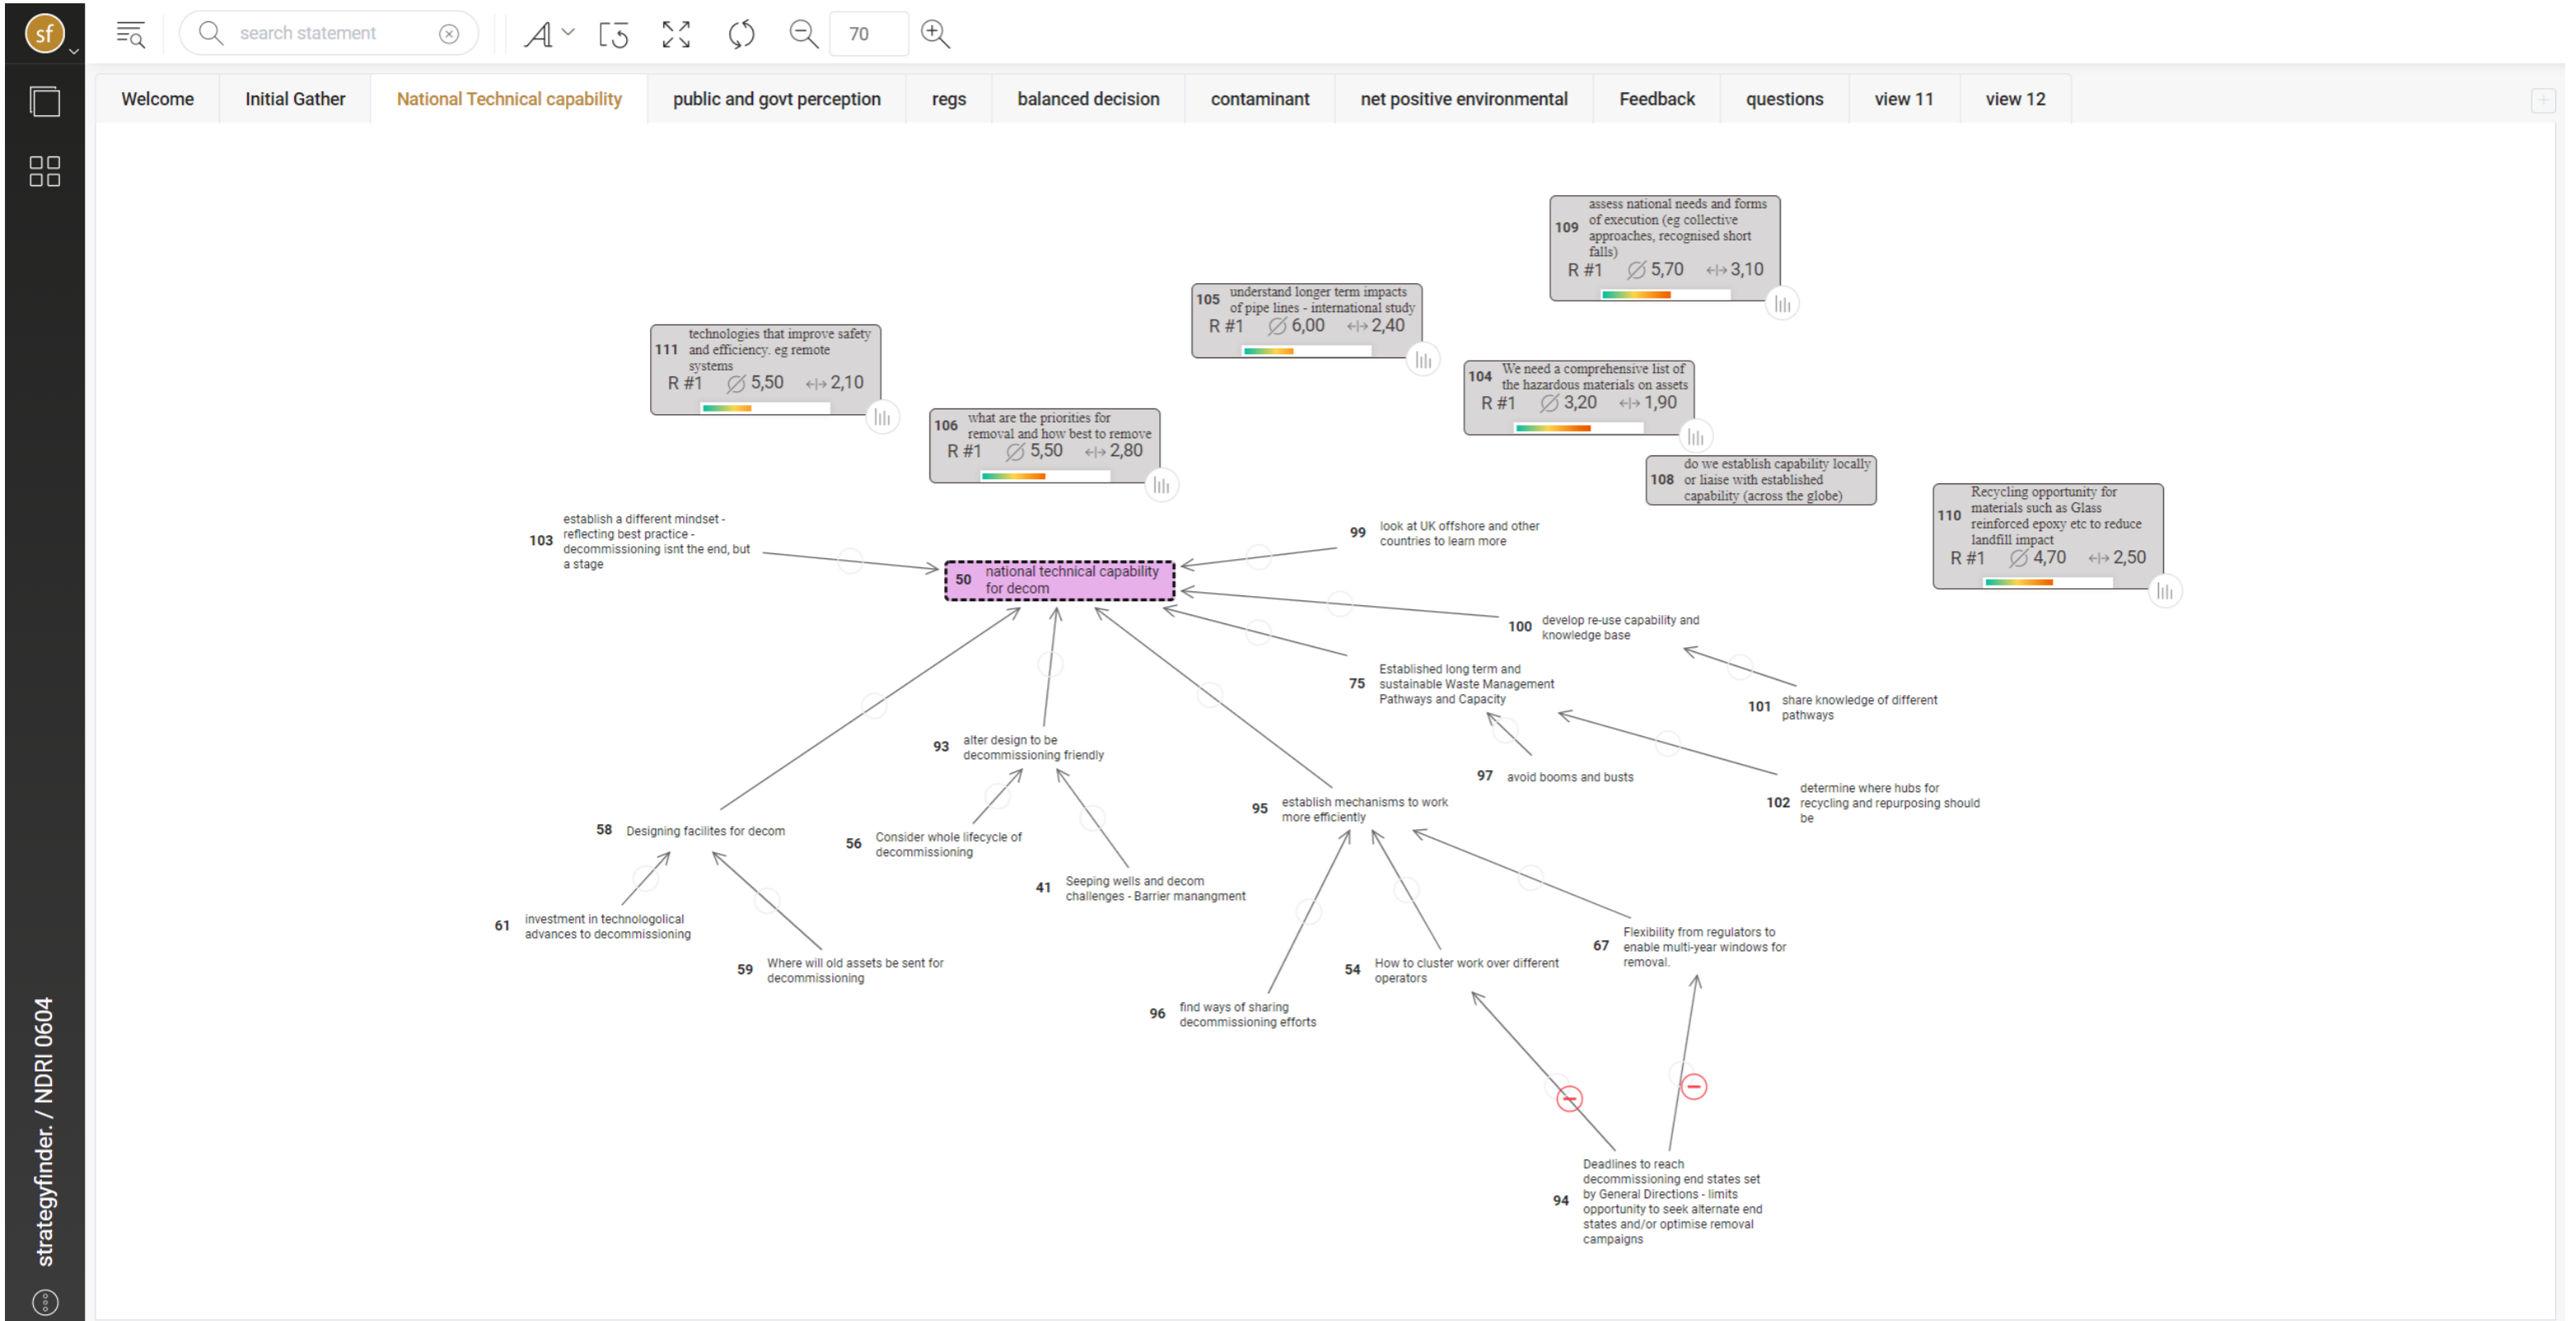 sf
search statement
70
Welcome
Initial Gather
National Technical capability
public and govt perception
regs
balanced decision
contaminant
net positive environmental
Feedback
questions
view 11
view 12
109
assess national needs and forms
of execution (eg collective
approaches, recognised short
falls)
R #1 ∅ 5,70 3,10
105
understand longer term impacts
of pipe lines - international study
R #1 ∅ 6,00 2,40
111
technologies that improve safety
and efficiency. eg remote
systems
R #1 ∅ 5,50 2,10
104
We need a comprehensive list of
the hazardous materials on assets
R #1 ∅ 3,20 1,90
106
what are the priorities for
removal and how best to remove
R #1 ∅ 5,50 2,80
108
do we establish capability locally
or liaise with established
capability (across the globe)
110
Recycling opportunity for
materials such as Glass
reinforced epoxy etc to reduce
landfill impact
R #1 ∅ 4,70 2,50
103
establish a different mindset -
reflecting best practice -
decommissioning isnt the end, but
a stage
99
look at UK offshore and other
countries to learn more
50
national technical capability
for decom
100
develop re-use capability and
knowledge base
75
Established long term and
sustainable Waste Management
Pathways and Capacity
101
share knowledge of different
pathways
93
alter design to be
decommissioning friendly
97
avoid booms and busts
102
determine where hubs for
recycling and repurposing should
be
95
establish mechanisms to work
more efficiently
58
Designing facilites for decom
56
Consider whole lifecycle of
decommissioning
41
Seeping wells and decom
challenges - Barrier manangment
61
investment in technologolical
advances to decommissioning
59
Where will old assets be sent for
decommissioning
67
Flexibility from regulators to
enable multi-year windows for
removal.
54
How to cluster work over different
operators
96
find ways of sharing
decommissioning efforts
94
Deadlines to reach
decommissioning end states set
by General Directions - limits
opportunity to seek alternate end
states and/or optimise removal
campaigns
strategyfinder. / NDRI 0604